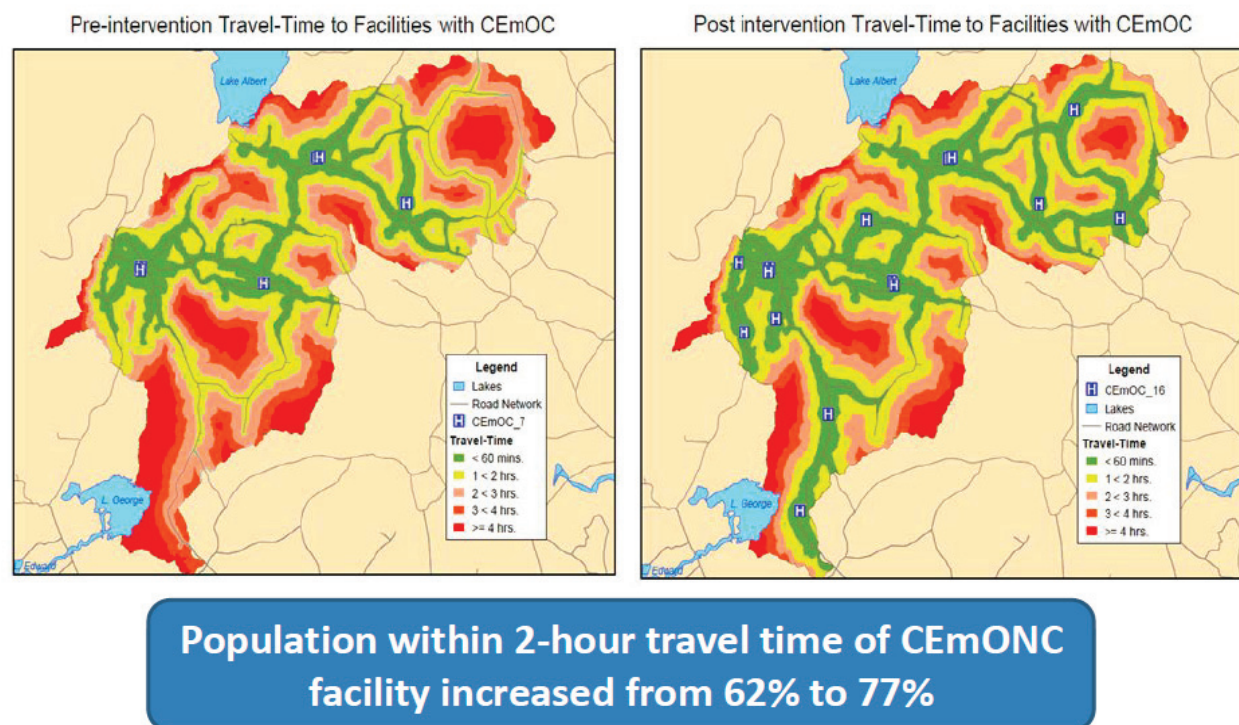 Pre-intervention Travel-Time to Facilities with CEmOC
Lake Albert
L. George
Edward
Legend
Lakes
Road Network
H CEmOC_7
Travel-Time
< 60 mins.
1 < 2 hrs.
2 < 3 hrs.
3 < 4 hrs.
>= 4 hrs.
Post intervention Travel-Time to Facilities with CEmOC
Lake Albert
L. George
Edward
Legend
H CEmOC_16
Lakes
Road Network
Travel-Time
< 60 mins.
1 < 2 hrs.
2 < 3 hrs.
3 < 4 hrs.
>= 4 hrs.
Population within 2-hour travel time of CEmONC
facility increased from 62% to 77%